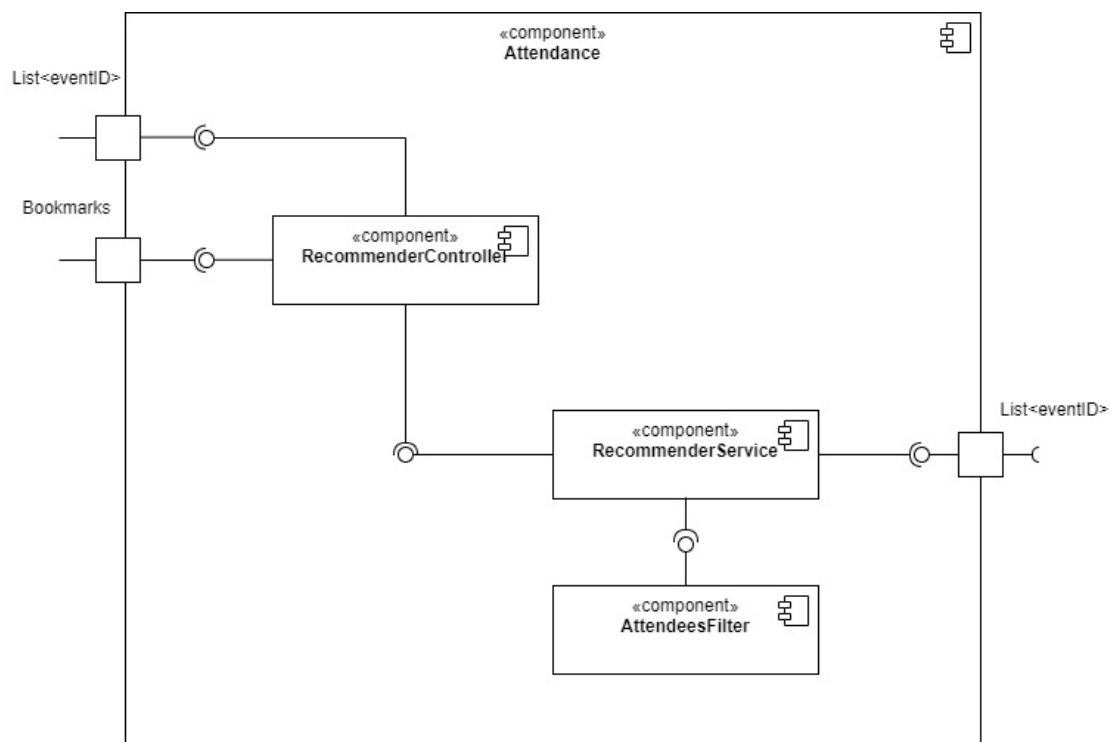 «component»
Attendance
List<eventID>
Bookmarks
«component»
RecommenderController
List<eventID>
«component»
RecommenderService
«component»
AttendeesFilter